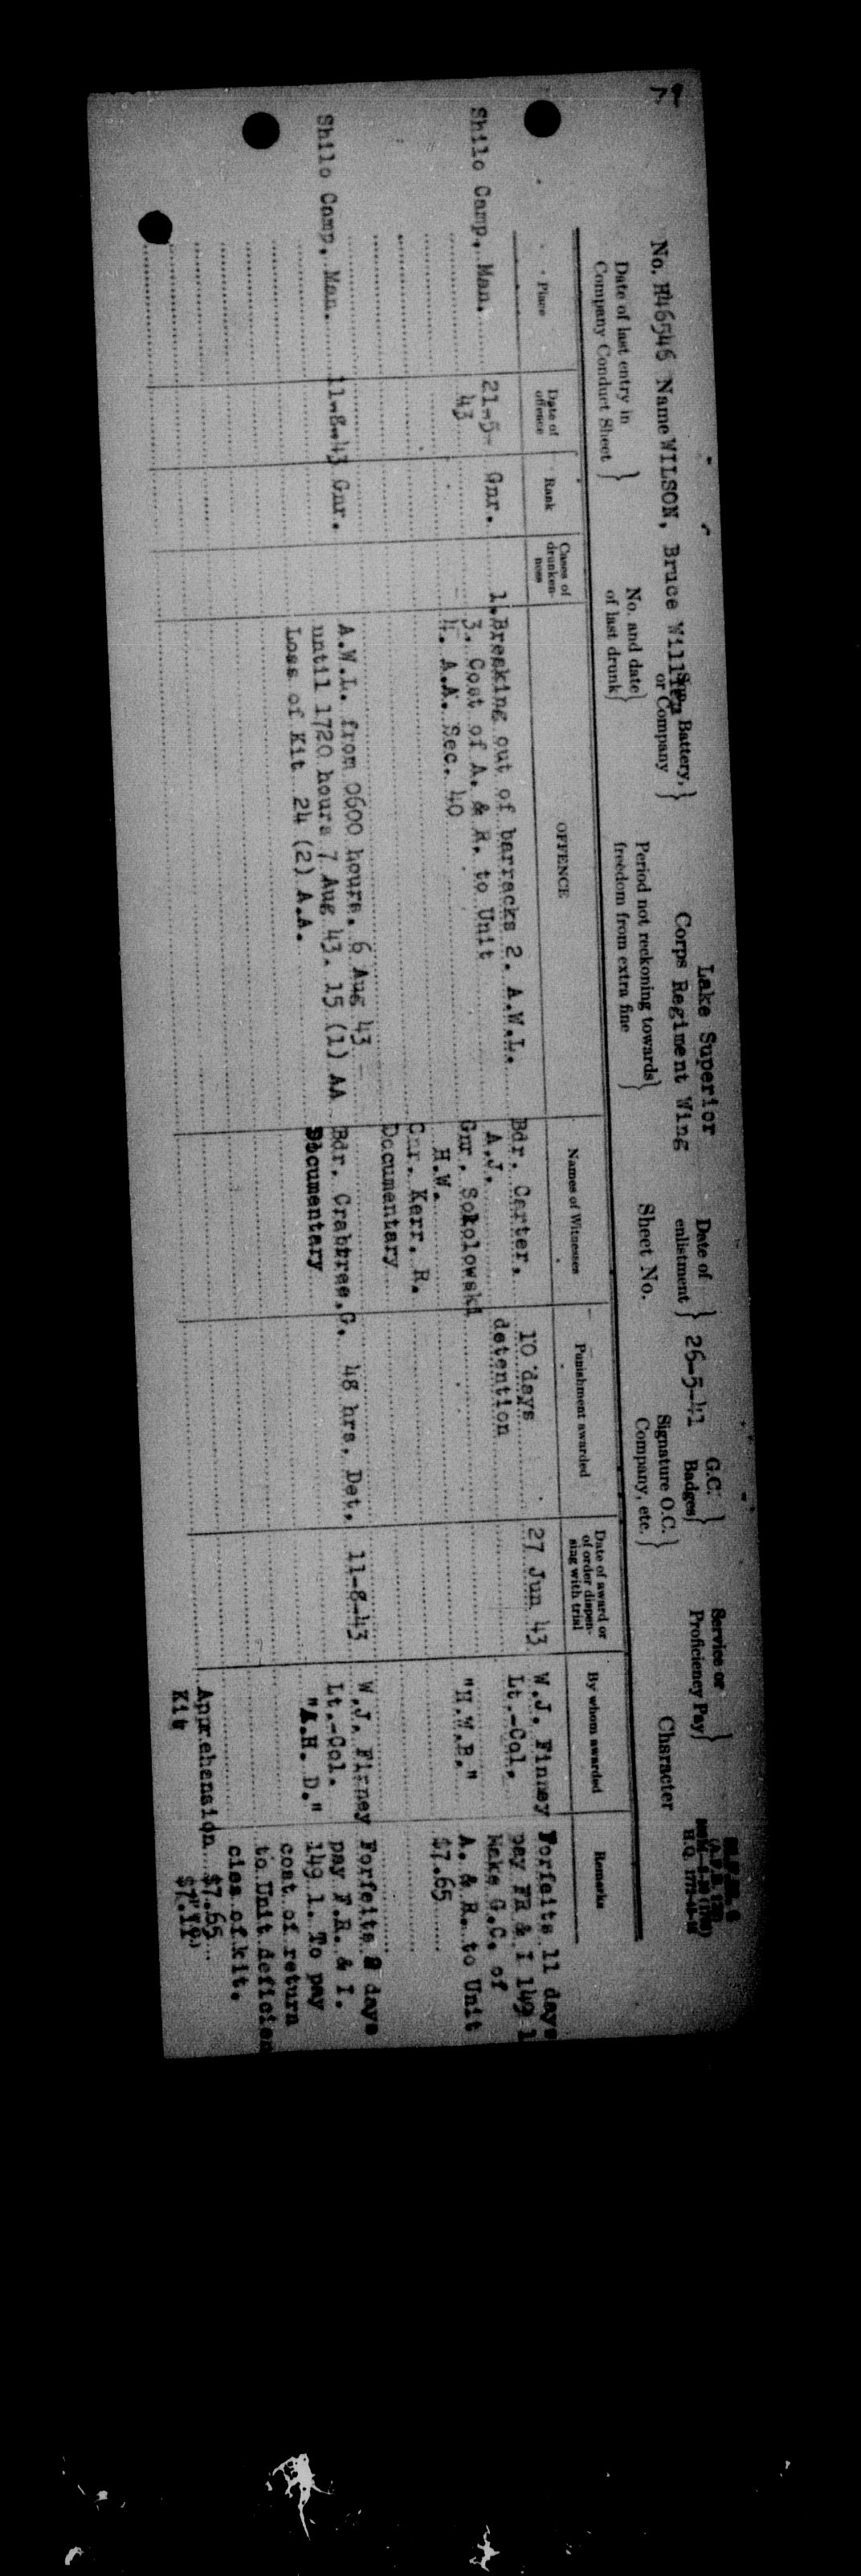 79
Lake Superior
No. H46546 Name WILSON, Bruce Sqn. Battery, or Company } Corps Regiment Wing Date of enlistment } 26-5-41 G.C. Badges } Service or Proficiency Pay }
Date of last entry in Company Conduct Sheet } No. and date of last drunk } Period not reckoning towards freedom from extra fine } Sheet No. Signature O.C. Company, etc. } Character
Place Date of offence Rank Cases of drunkenness OFFENCE Names of Witnesses Punishment awarded Date of award or of order dispensing with trial By whom awarded Remarks
Shilo Camp, Man. 21-5- Gnr. 1. Breaking out of barracks 2. A.W.L. Bdr. Carter, 10 days 27 Jun 43 W.J. Finney Forfeits 11 days
43 3. Cost of A. & R. to Unit A.J. detention Lt.-Col. pay FR & I 149 1
4. A.A. Sec. 40 Gnr. Sokolowski Make G.C. of
H.W. "H.W.B." A. & R. to Unit
Gnr. Kerr. R. $7.65
Documentary
Shilo Camp, Man. 11-8-43 Gnr. A.W.L. from 0600 hours. 6 Aug 43 - Bdr. Crabtree, G. 48 hrs. Det. 11-8-43 W.J. Finney Forfeits days
until 1720 hours 7 Aug 43. 15 (1) AA Documentary Lt.-Col. pay F.R. & I.
Loss of Kit 24 (2) A.A. "A.H. D." 149 1. To pay
cost of return
to Unit deficien
cies of kit.
Apprehension $7.65
Kit